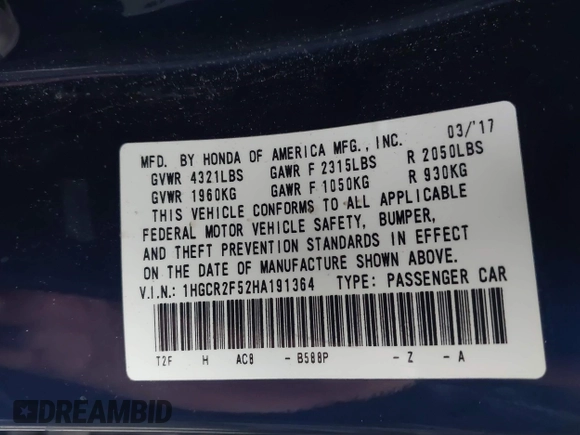 MFD. BY HONDA OF AMERICA MFG., INC. 03/'17
GVWR 4321LBS GAWR F 2315LBS R 2050LBS
GVWR 1960KG GAWR F 1050KG R 930KG
THIS VEHICLE CONFORMS TO ALL APPLICABLE
FEDERAL MOTOR VEHICLE SAFETY, BUMPER,
AND THEFT PREVENTION STANDARDS IN EFFECT
ON THE DATE OF MANUFACTURE SHOWN ABOVE.
V.I.N.: 1HGCR2F52HA191364 TYPE: PASSENGER CAR
T2F H AC8 - B588P - Z - A
DREAMBID